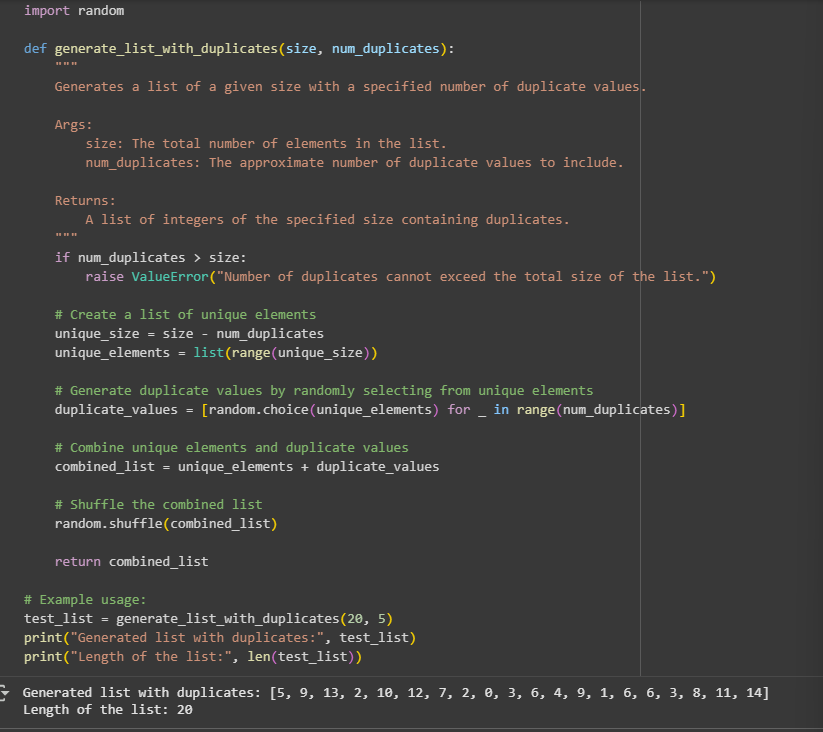 import random

def generate_list_with_duplicates(size, num_duplicates):
    """
    Generates a list of a given size with a specified number of duplicate values.

    Args:
        size: The total number of elements in the list.
        num_duplicates: The approximate number of duplicate values to include.

    Returns:
        A list of integers of the specified size containing duplicates.
    """
    if num_duplicates > size:
        raise ValueError("Number of duplicates cannot exceed the total size of the list.")

    # Create a list of unique elements
    unique_size = size - num_duplicates
    unique_elements = list(range(unique_size))

    # Generate duplicate values by randomly selecting from unique elements
    duplicate_values = [random.choice(unique_elements) for _ in range(num_duplicates)]

    # Combine unique elements and duplicate values
    combined_list = unique_elements + duplicate_values

    # Shuffle the combined list
    random.shuffle(combined_list)

    return combined_list

# Example usage:
test_list = generate_list_with_duplicates(20, 5)
print("Generated list with duplicates:", test_list)
print("Length of the list:", len(test_list))
Generated list with duplicates: [5, 9, 13, 2, 10, 12, 7, 2, 0, 3, 6, 4, 9, 1, 6, 6, 3, 8, 11, 14]
Length of the list: 20